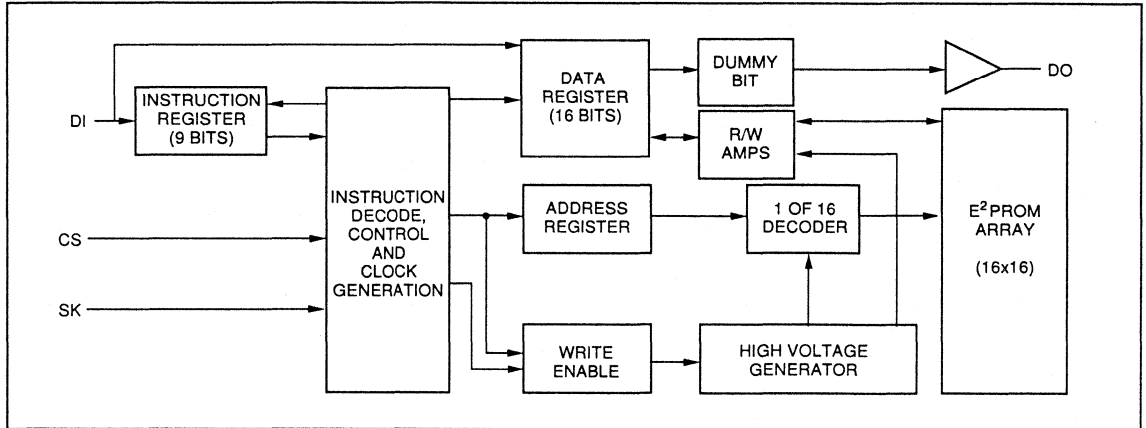 DI
INSTRUCTION
REGISTER
(9 BITS)
DATA
REGISTER
(16 BITS)
DUMMY
BIT
DO
R/W
AMPS
CS
SK
INSTRUCTION
DECODE,
CONTROL
AND
CLOCK
GENERATION
ADDRESS
REGISTER
1 OF 16
DECODER
E²PROM
ARRAY
(16x16)
WRITE
ENABLE
HIGH VOLTAGE
GENERATOR